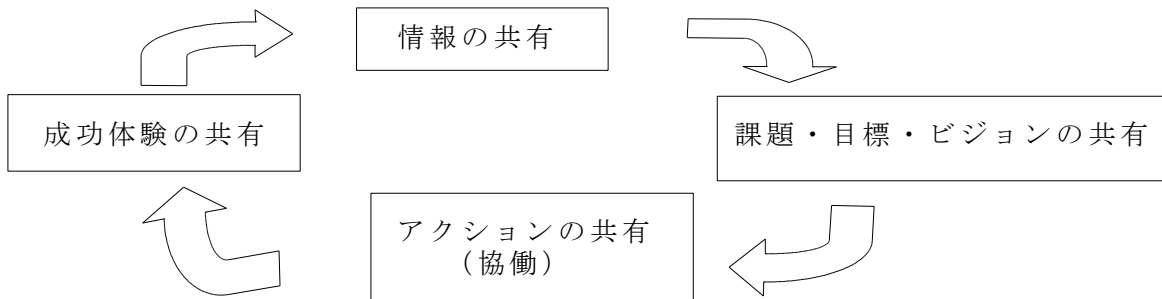 情報の共有
成功体験の共有
課題・目標・ビジョンの共有
アクションの共有
（協働）